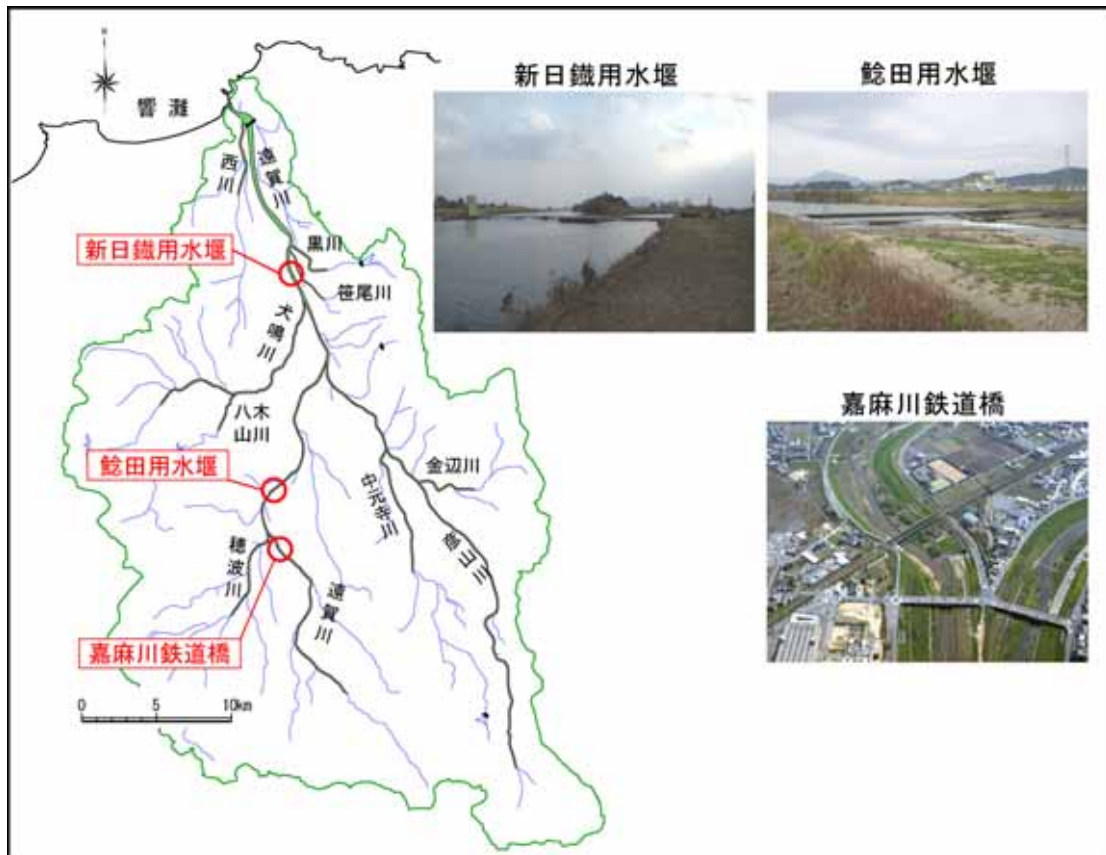 N
響灘
西川
遠賀川
新日鐵用水堰
黒川
笹尾川
犬鳴川
八木
山川
鯰田用水堰
金辺川
中元寺川
彦山川
穂波川
遠賀川
嘉麻川鉄道橋
0 5 10km
新日鐵用水堰
鯰田用水堰
嘉麻川鉄道橋